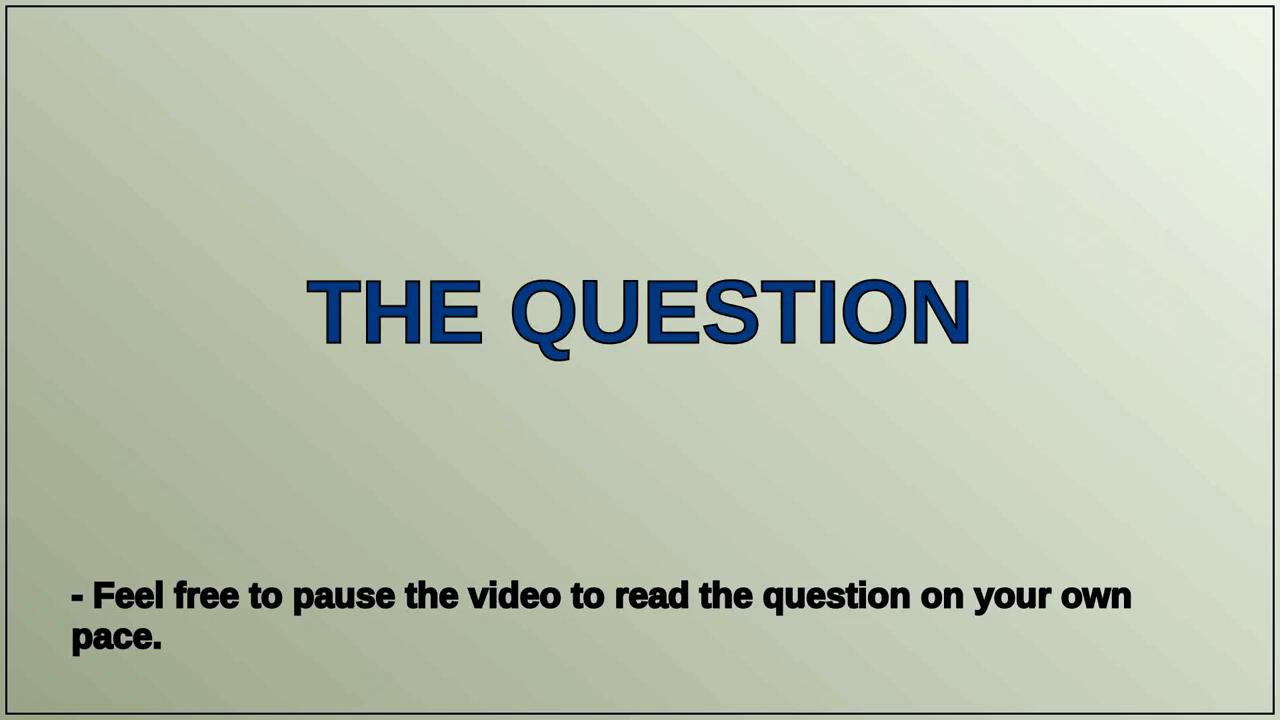 THE QUESTION
- Feel free to pause the video to read the question on your own
pace.